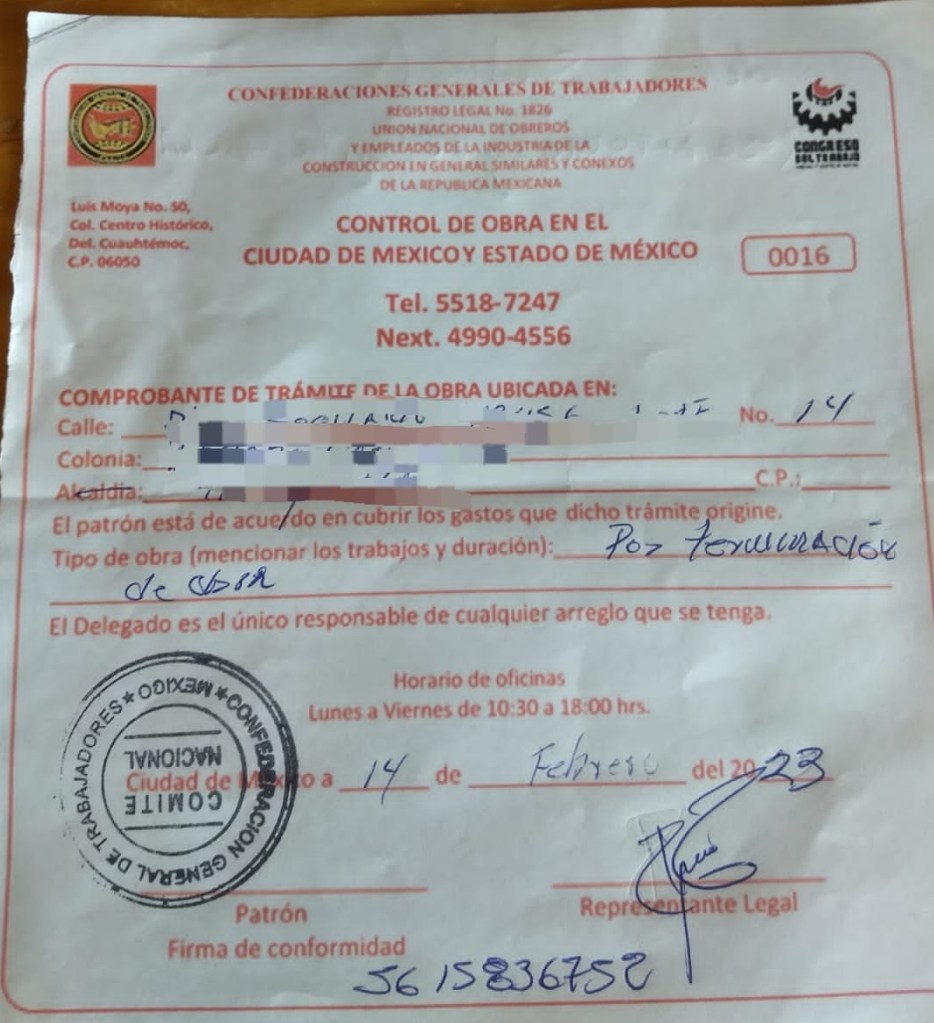 CONFEDERACIONES GENERALES DE TRABAJADORES
REGISTRO LEGAL No. 1826
UNION NACIONAL DE OBREROS
Y EMPLEADOS DE LA INDUSTRIA DE LA
CONSTRUCCION EN GENERAL SIMILARES Y CONEXOS
DE LA REPUBLICA MEXICANA
CONGRESO
DEL TRABAJO
Luis Moya No. 50,
Col. Centro Histórico,
Del. Cuauhtémoc,
C.P. 06050
CONTROL DE OBRA EN EL
CIUDAD DE MEXICO Y ESTADO DE MÉXICO
0016
Tel. 5518-7247
Next. 4990-4556
COMPROBANTE DE TRÁMITE DE LA OBRA UBICADA EN:
Calle: No. 14
Colonia:
Alcaldia: C.P.:
El patrón está de acue/do en cubrir los gastos que dicho trámite origine.
Tipo de obra (mencionar los trabajos y duración): Por terminación
de obra
El Delegado es el único responsable de cualquier arreglo que se tenga.
Horario de oficinas
Lunes a Viernes de 10:30 a 18:00 hrs.
Ciudad de México a 14 de Febrero del 2023
CONFEDERACION GENERAL DE TRABAJADORES MEXICO
COMITE
NACIONAL
Patrón
Firma de conformidad
Representante Legal
5615836752